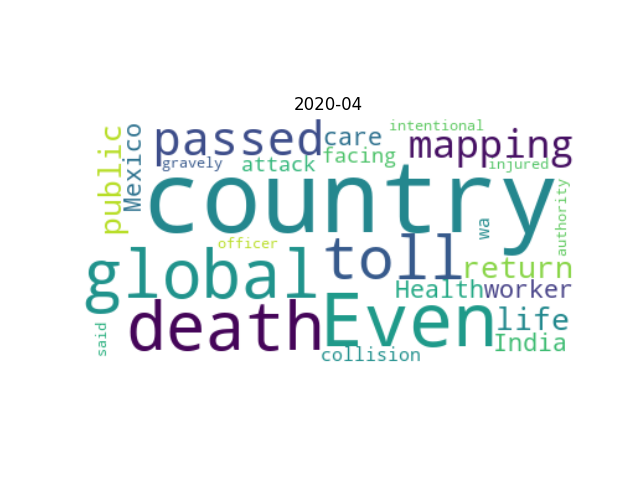 2020-04
intentional
passed
care
mapping
public
Mexico
gravely
attack
facing
injured
country
authority
wa
officer
global
toll
return
Health
worker
death
Even
life
said
India
collision